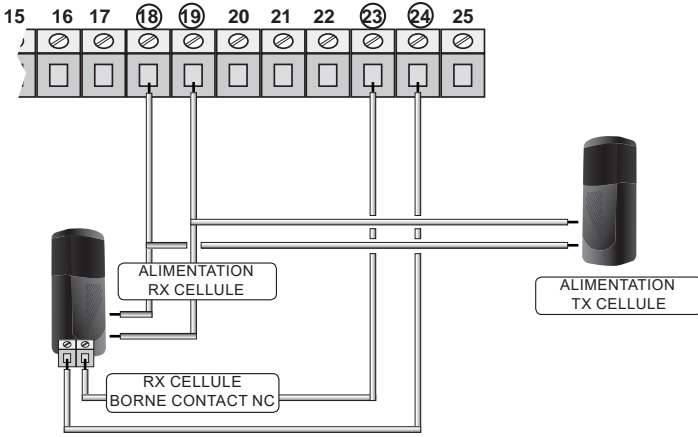 15 16 17 18 19 20 21 22 23 24 25
ALIMENTATION
RX CELLULE
ALIMENTATION
TX CELLULE
RX CELLULE
BORNE CONTACT NC